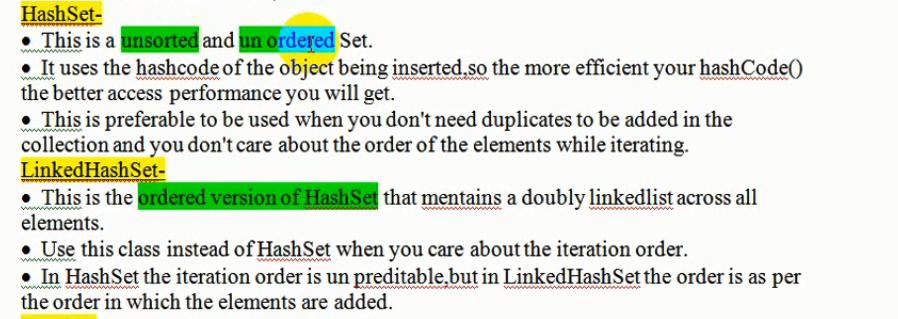 HashSet-
• This is a unsorted and un ordered Set.
• It uses the hashcode of the object being inserted,so the more efficient your hashCode()
the better access performance you will get.
• This is preferable to be used when you don't need duplicates to be added in the
collection and you don't care about the order of the elements while iterating.
LinkedHashSet-
• This is the ordered version of HashSet that mentains a doubly linkedlist across all
elements.
• Use this class instead of HashSet when you care about the iteration order.
• In HashSet the iteration order is un preditable,but in LinkedHashSet the order is as per
the order in which the elements are added.